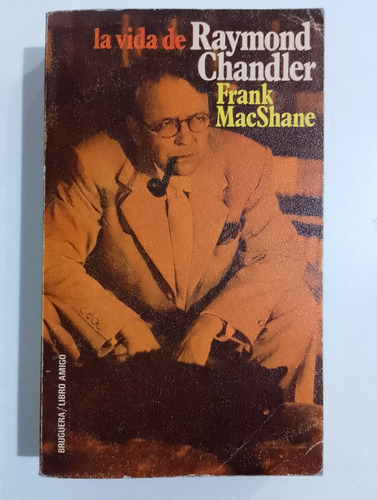 la vida de Raymond
Chandler
Frank
MacShane
BRUGUERA/LIBRO AMIGO